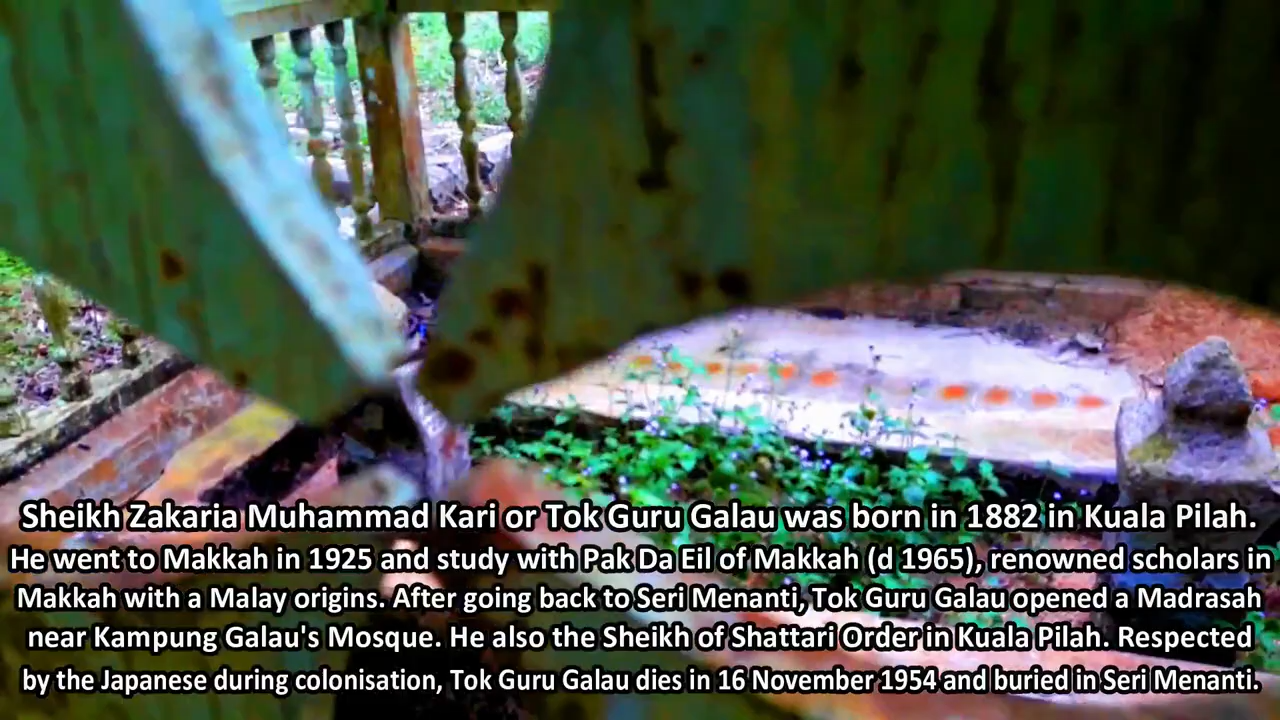 Sheikh Zakaria Muhammad Kari or Tok Guru Galau was born in 1882 in Kuala Pilah.
He went to Makkah in 1925 and study with Pak Da Eil of Makkah (d 1965), renowned scholars in
Makkah with a Malay origins. After going back to Seri Menanti, Tok Guru Galau opened a Madrasah
near Kampung Galau's Mosque. He also the Sheikh of Shattari Order in Kuala Pilah. Respected
by the Japanese during colonisation, Tok Guru Galau dies in 16 November 1954 and buried in Seri Menanti.